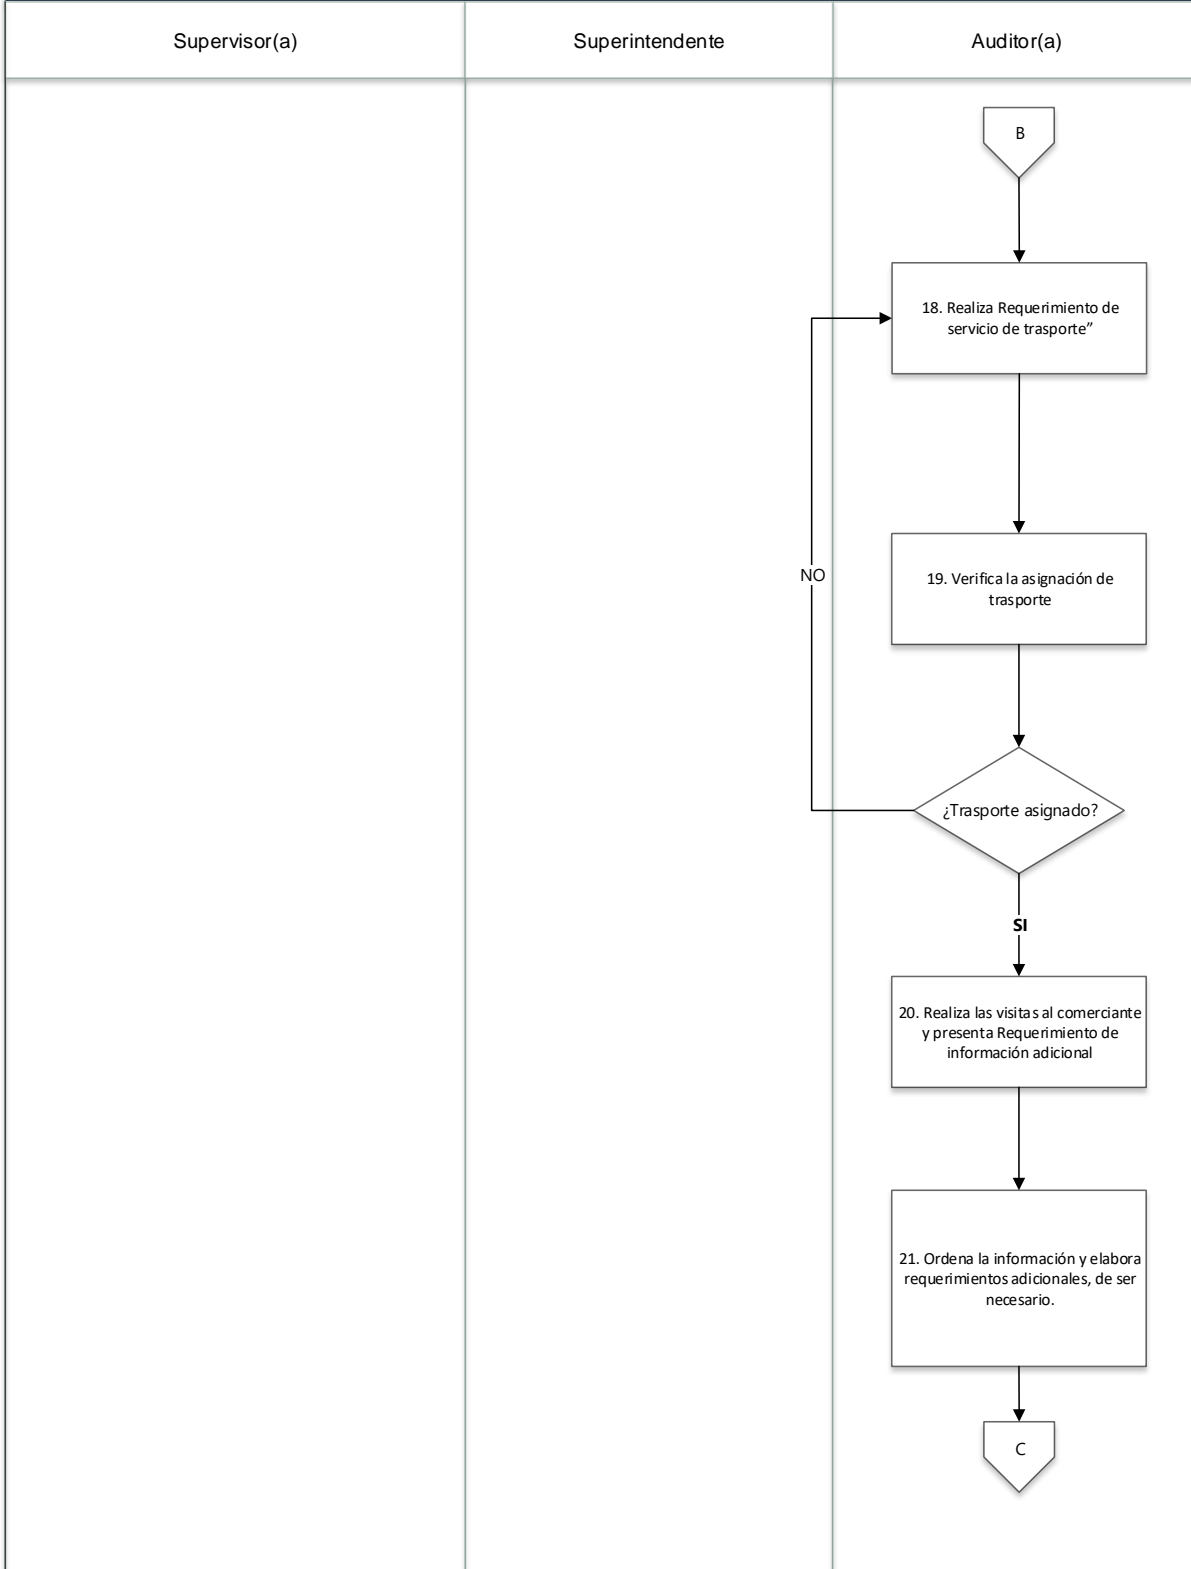 Supervisor(a)
Superintendente
Auditor(a)
B
18. Realiza Requerimiento de
servicio de trasporte”
NO
19. Verifica la asignación de
trasporte
¿Trasporte asignado?
SI
20. Realiza las visitas al comerciante
y presenta Requerimiento de
información adicional
21. Ordena la información y elabora
requerimientos adicionales, de ser
necesario.
C